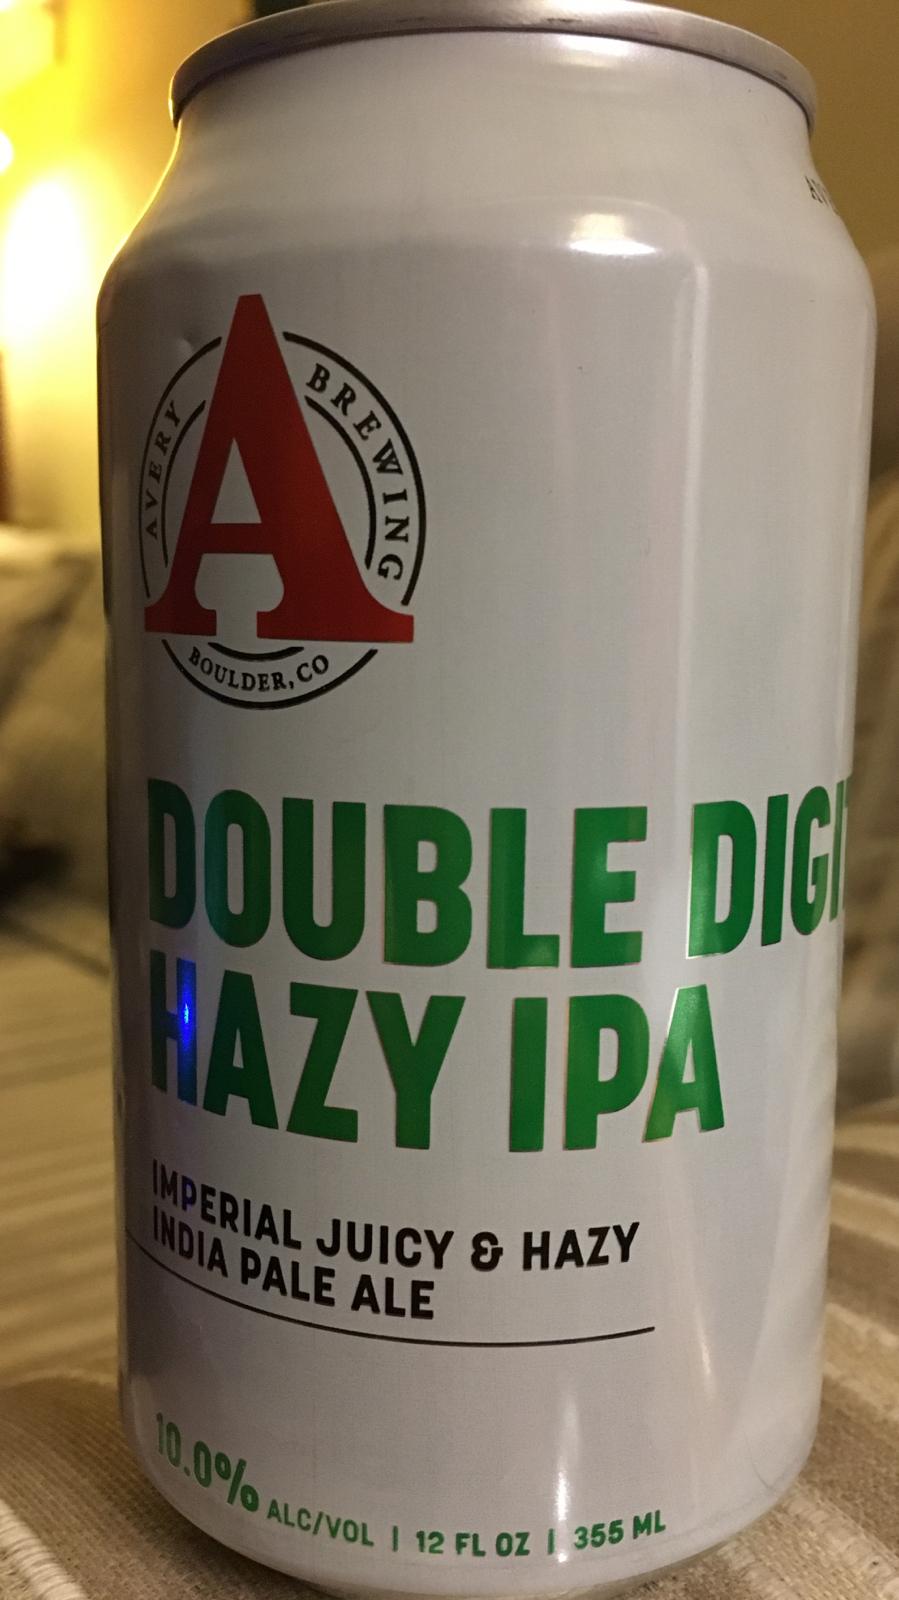 AVERY BREWING
A
BOULDER, CO
DOUBLE DIGIT
HAZY IPA
IMPERIAL JUICY & HAZY
INDIA PALE ALE
10.0% ALC/VOL | 12 FL OZ | 355 ML